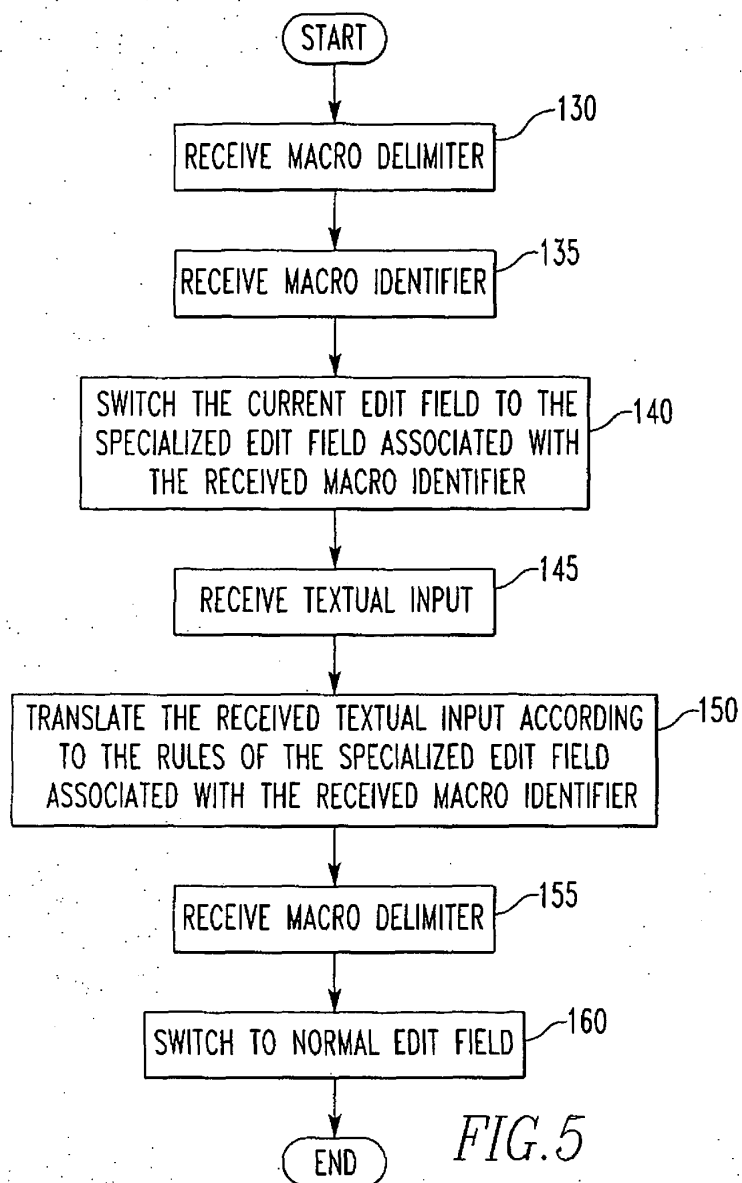 START
RECEIVE MACRO DELIMITER
130
RECEIVE MACRO IDENTIFIER
135
SWITCH THE CURRENT EDIT FIELD TO THE
SPECIALIZED EDIT FIELD ASSOCIATED WITH
THE RECEIVED MACRO IDENTIFIER
140
RECEIVE TEXTUAL INPUT
145
TRANSLATE THE RECEIVED TEXTUAL INPUT ACCORDING
TO THE RULES OF THE SPECIALIZED EDIT FIELD
ASSOCIATED WITH THE RECEIVED MACRO IDENTIFIER
150
RECEIVE MACRO DELIMITER
155
SWITCH TO NORMAL EDIT FIELD
160
END
FIG.5